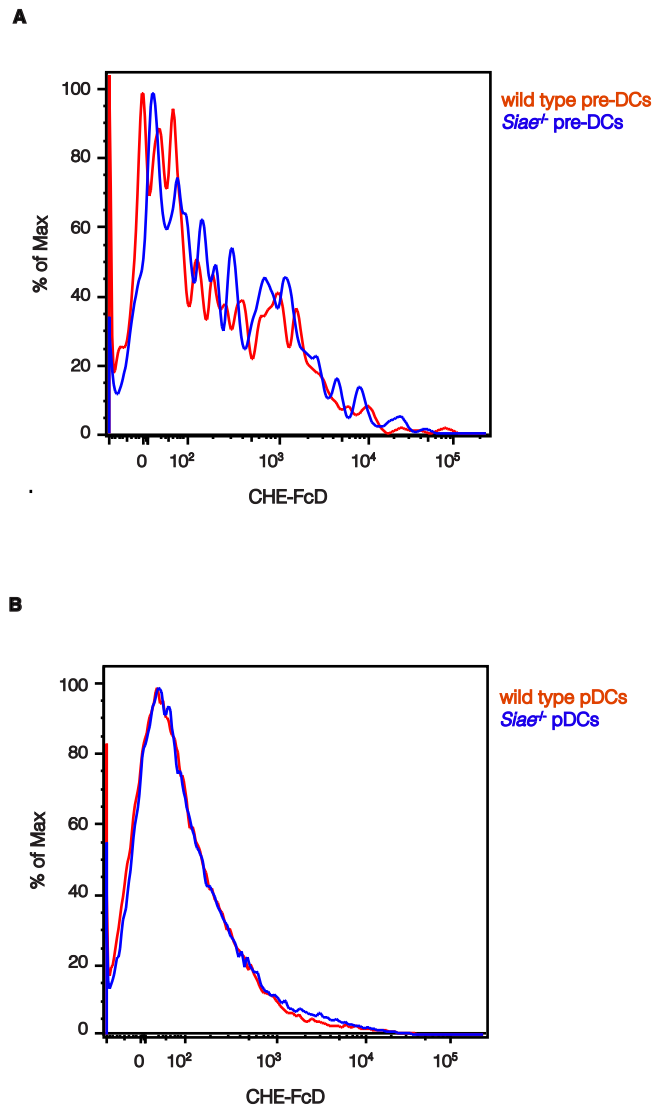 A
100
80
60
40
20
0
% of Max
0 10² 10³ 10⁴ 10⁵
CHE-FcD
wild type pre-DCs
Siae-/- pre-DCs
.
B
100
80
60
40
20
0
% of Max
0 10² 10³ 10⁴ 10⁵
CHE-FcD
wild type pDCs
Siae-/- pDCs